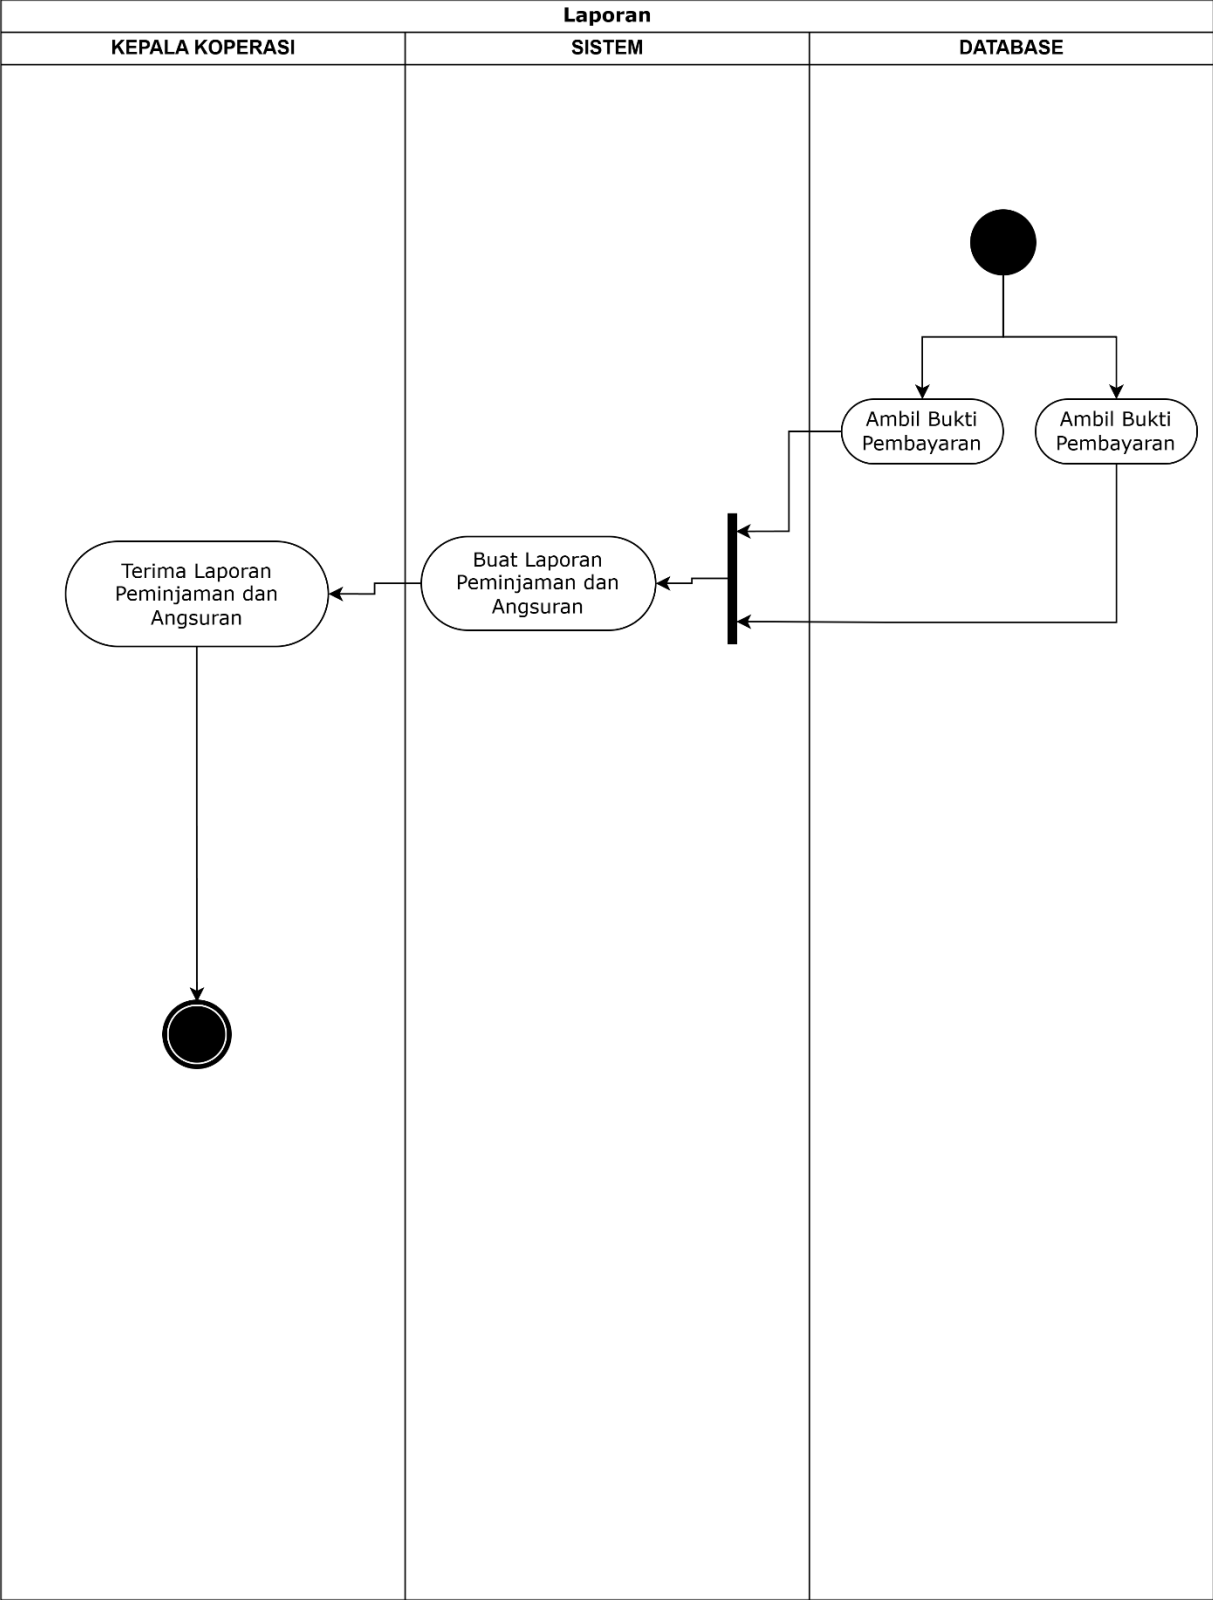 Laporan
KEPALA KOPERASI
SISTEM
DATABASE
Ambil Bukti
Pembayaran
Ambil Bukti
Pembayaran
Buat Laporan
Peminjaman dan
Angsuran
Terima Laporan
Peminjaman dan
Angsuran